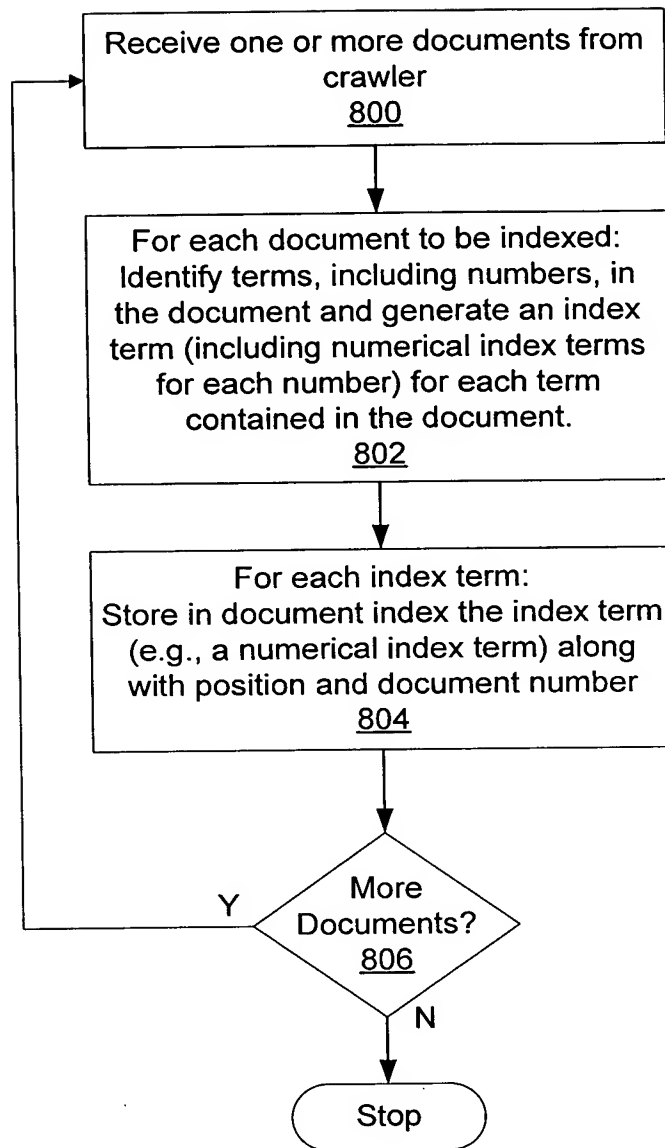 Receive one or more documents from
crawler
800
For each document to be indexed:
Identify terms, including numbers, in
the document and generate an index
term (including numerical index terms
for each number) for each term
contained in the document.
802
For each index term:
Store in document index the index term
(e.g., a numerical index term) along
with position and document number
804
More
Documents?
806
Y
N
Stop